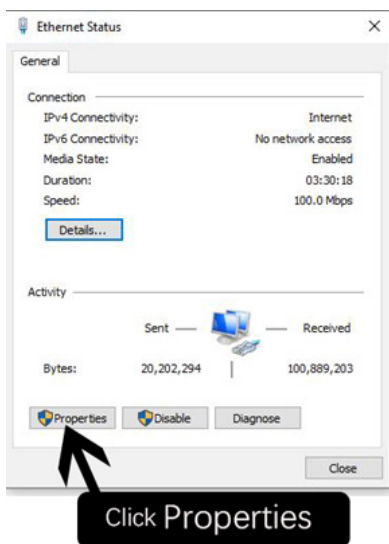 Ethernet Status
General
Connection
IPv4 Connectivity: Internet
IPv6 Connectivity: No network access
Media State: Enabled
Duration: 03:30:18
Speed: 100.0 Mbps
Details...
Activity
Sent Received
Bytes: 20,202,294 100,889,203
Properties Disable Diagnose
Close
Click Properties